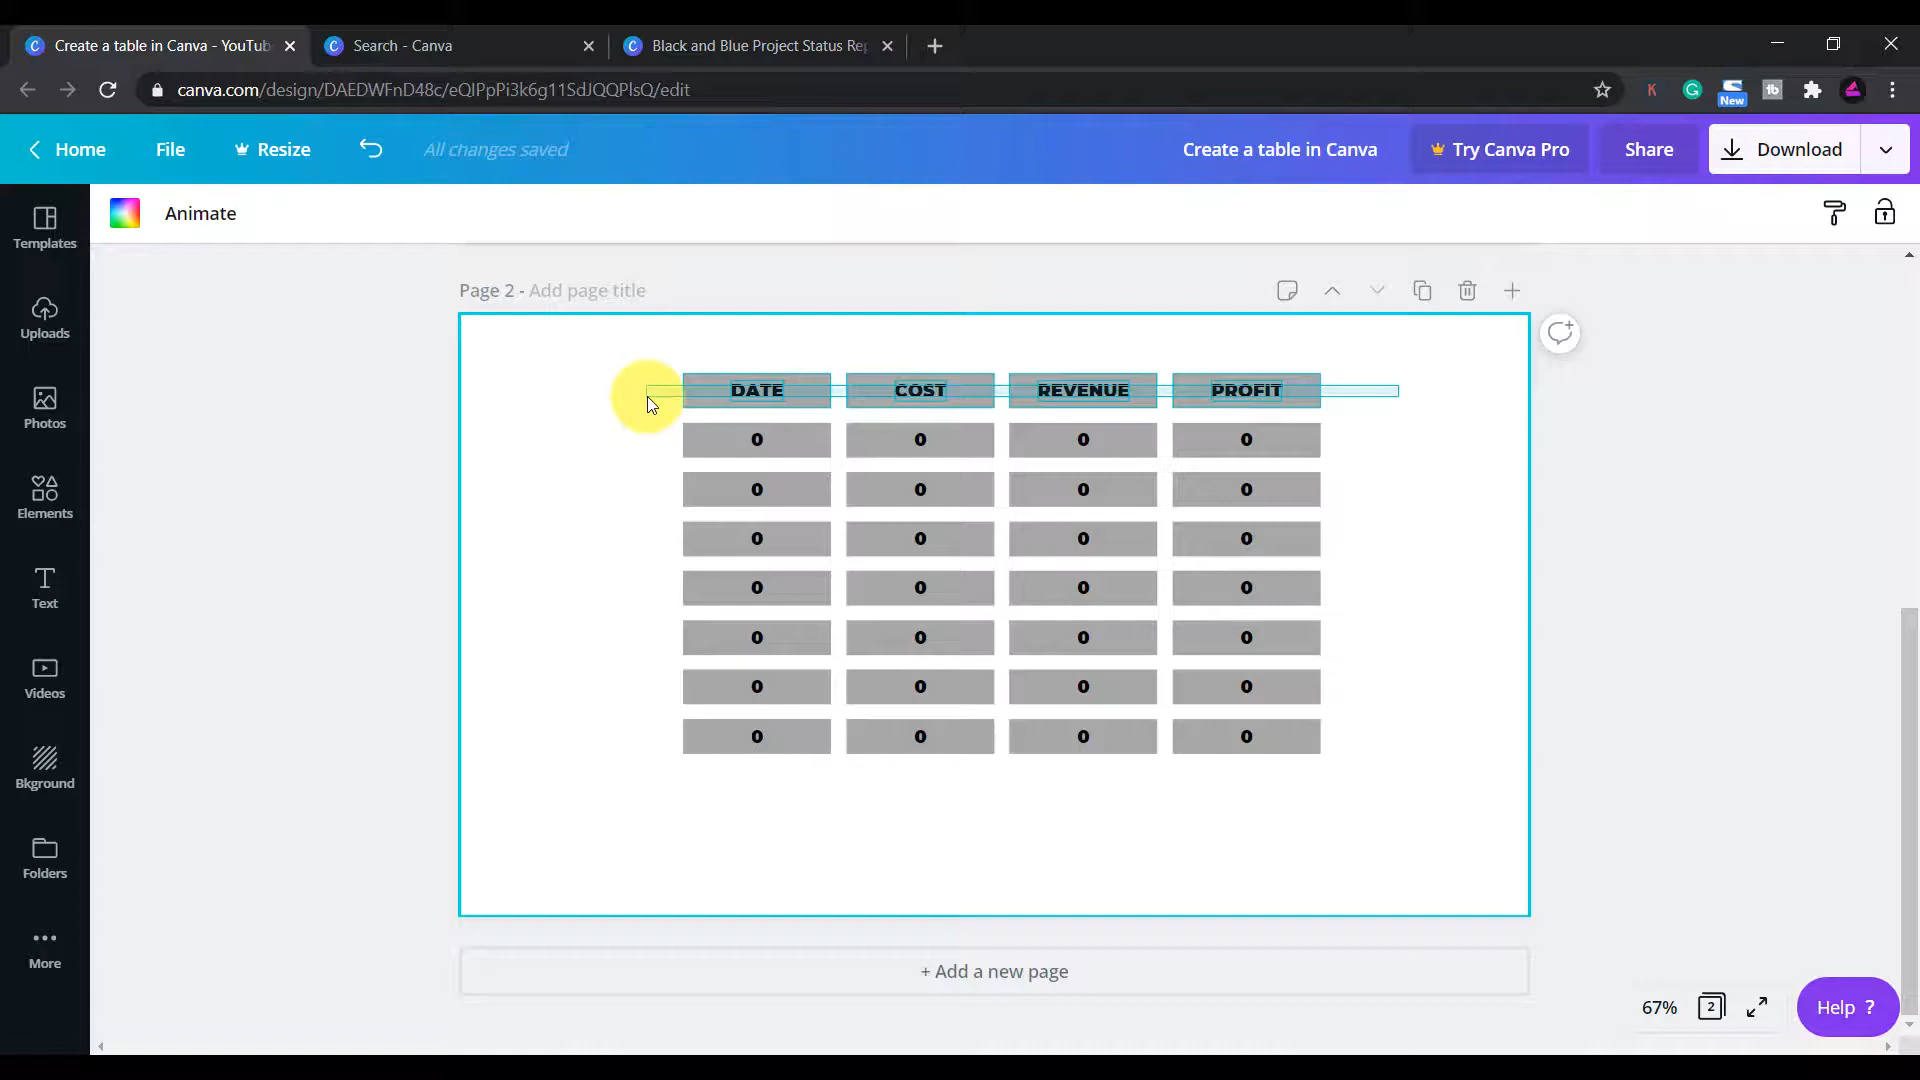 Create a table in Canva - YouTub
Search - Canva
Black and Blue Project Status Rep
canva.com/design/DAEDWFnD48c/eQIPpPi3k6g11SdJQQPlsQ/edit
K
G
New
tb
Home
File
Resize
All changes saved
Create a table in Canva
Try Canva Pro
Share
Download
Templates
Uploads
Photos
Elements
Text
Videos
Bkground
Folders
More
Animate
Page 2 - Add page title
DATE COST REVENUE PROFIT
0 0 0 0
0 0 0 0
0 0 0 0
0 0 0 0
0 0 0 0
0 0 0 0
0 0 0 0
+ Add a new page
67%
2
Help ?